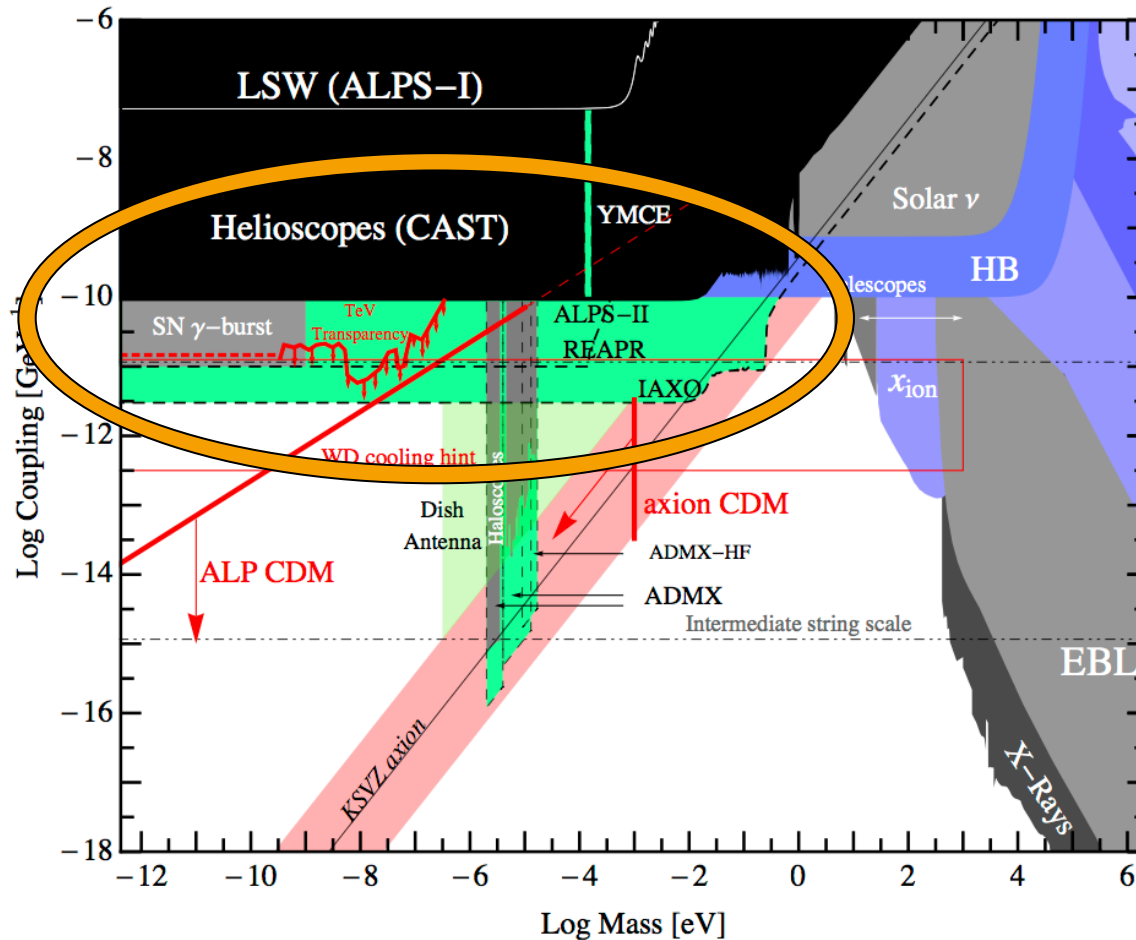 −6
LSW (ALPS−I)
−8
Solar ν
YMCE
Helioscopes (CAST)
HB
−10
lescopes
SN γ−burst
TeV
Transparency
ALPS−II
REAPR
IAXO
x ion
−12
WD cooling hint
Haloscopes
Dish
Antenna
axion CDM
ADMX−HF
−14
ALP CDM
ADMX
Intermediate string scale
EBL
−16
KSVZ axion
X−Rays
−18
−12 −10 −8 −6 −4 −2 0 2 4 6
Log Mass [eV]
Log Coupling [GeV